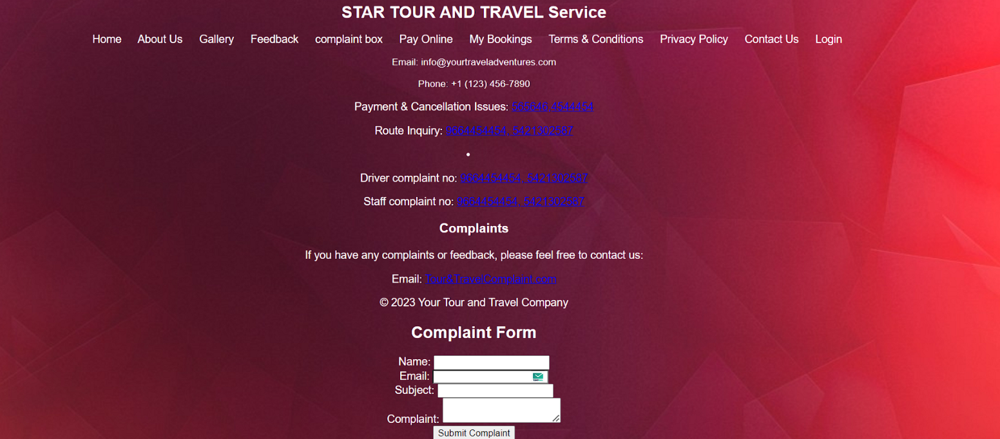 STAR TOUR AND TRAVEL Service
Home About Us Gallery Feedback complaint box Pay Online My Bookings Terms & Conditions Privacy Policy Contact Us Login
Email: info@yourtraveladventures.com
Phone: +1 (123) 456-7890
Payment & Cancellation Issues: 565646,4544454
Route Inquiry: 9664454454, 5421302587
•
Driver complaint no: 9664454454, 5421302587
Staff complaint no: 9664454454, 5421302587
Complaints
If you have any complaints or feedback, please feel free to contact us:
Email: Tour&TravelComplaint.com
© 2023 Your Tour and Travel Company
Complaint Form
Name:
Email:
Subject:
Complaint:
Submit Complaint